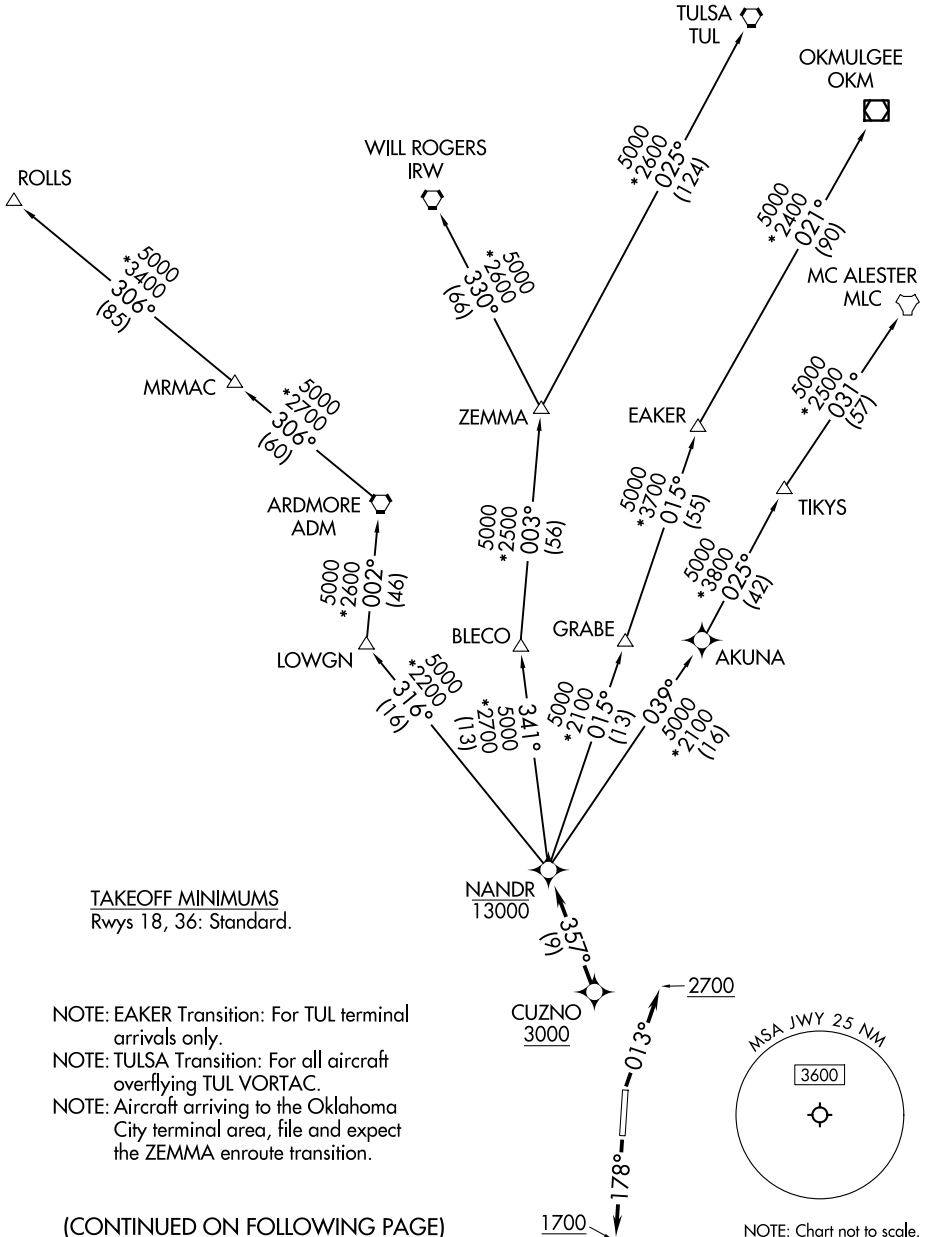 TULSA
TUL
OKMULGEE
OKM
WILL ROGERS
IRW
ROLLS
5000
*2600
025°
(124)
5000
*2400
021°
(90)
MC ALESTER
MLC
5000
*3400
306°
(85)
5000
*2600
330°
(66)
MRMAC
5000
*2700
306°
(60)
ZEMMA
EAKER
5000
*2500
031°
(57)
ARDMORE
ADM
5000
*2500
003°
(56)
5000
*3700
015°
(55)
TIKYS
5000
*2600
002°
(46)
5000
*3800
025°
(42)
LOWGN
BLECO
GRABE
AKUNA
5000
*2200
316°
(16)
341°
5000
*2700
(13)
5000
*2100
015°
(13)
039°
5000
*2100
(16)
NANDR
13000
TAKEOFF MINIMUMS
Rwys 18, 36: Standard.
357°
(9)
CUZNO
3000
2700
013°
178°
1700
NOTE: EAKER Transition: For TUL terminal
arrivals only.
NOTE: TULSA Transition: For all aircraft
overflying TUL VORTAC.
NOTE: Aircraft arriving to the Oklahoma
City terminal area, file and expect
the ZEMMA enroute transition.
MSA JWY 25 NM
3600
(CONTINUED ON FOLLOWING PAGE)
NOTE: Chart not to scale.